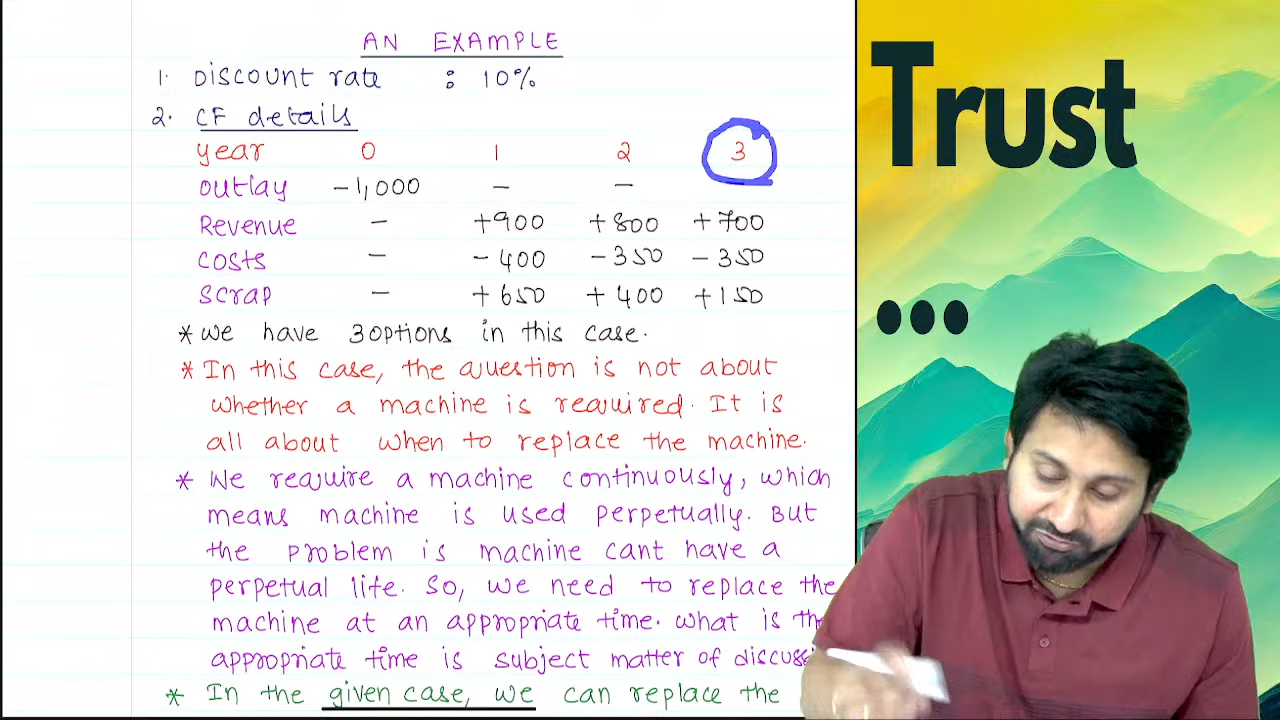 AN EXAMPLE
1. Discount rate : 10%
2. CF details
year 0 1 2 3
outlay -1,000 - -
Revenue - +900 +800 +700
costs - -400 -350 -350
scrap - +650 +400 +150
* we have 3 options in this case.
* In this case, the question is not about
whether a machine is required. It is
all about when to replace the machine.
* We require a machine continuously, which
means machine is used perpetually. But
the problem is machine cant have a
perpetual life. So, we need to replace the
machine at an appropriate time. what is
appropriate time is subject matter of
* In the given case, we can replace the
Trust
...